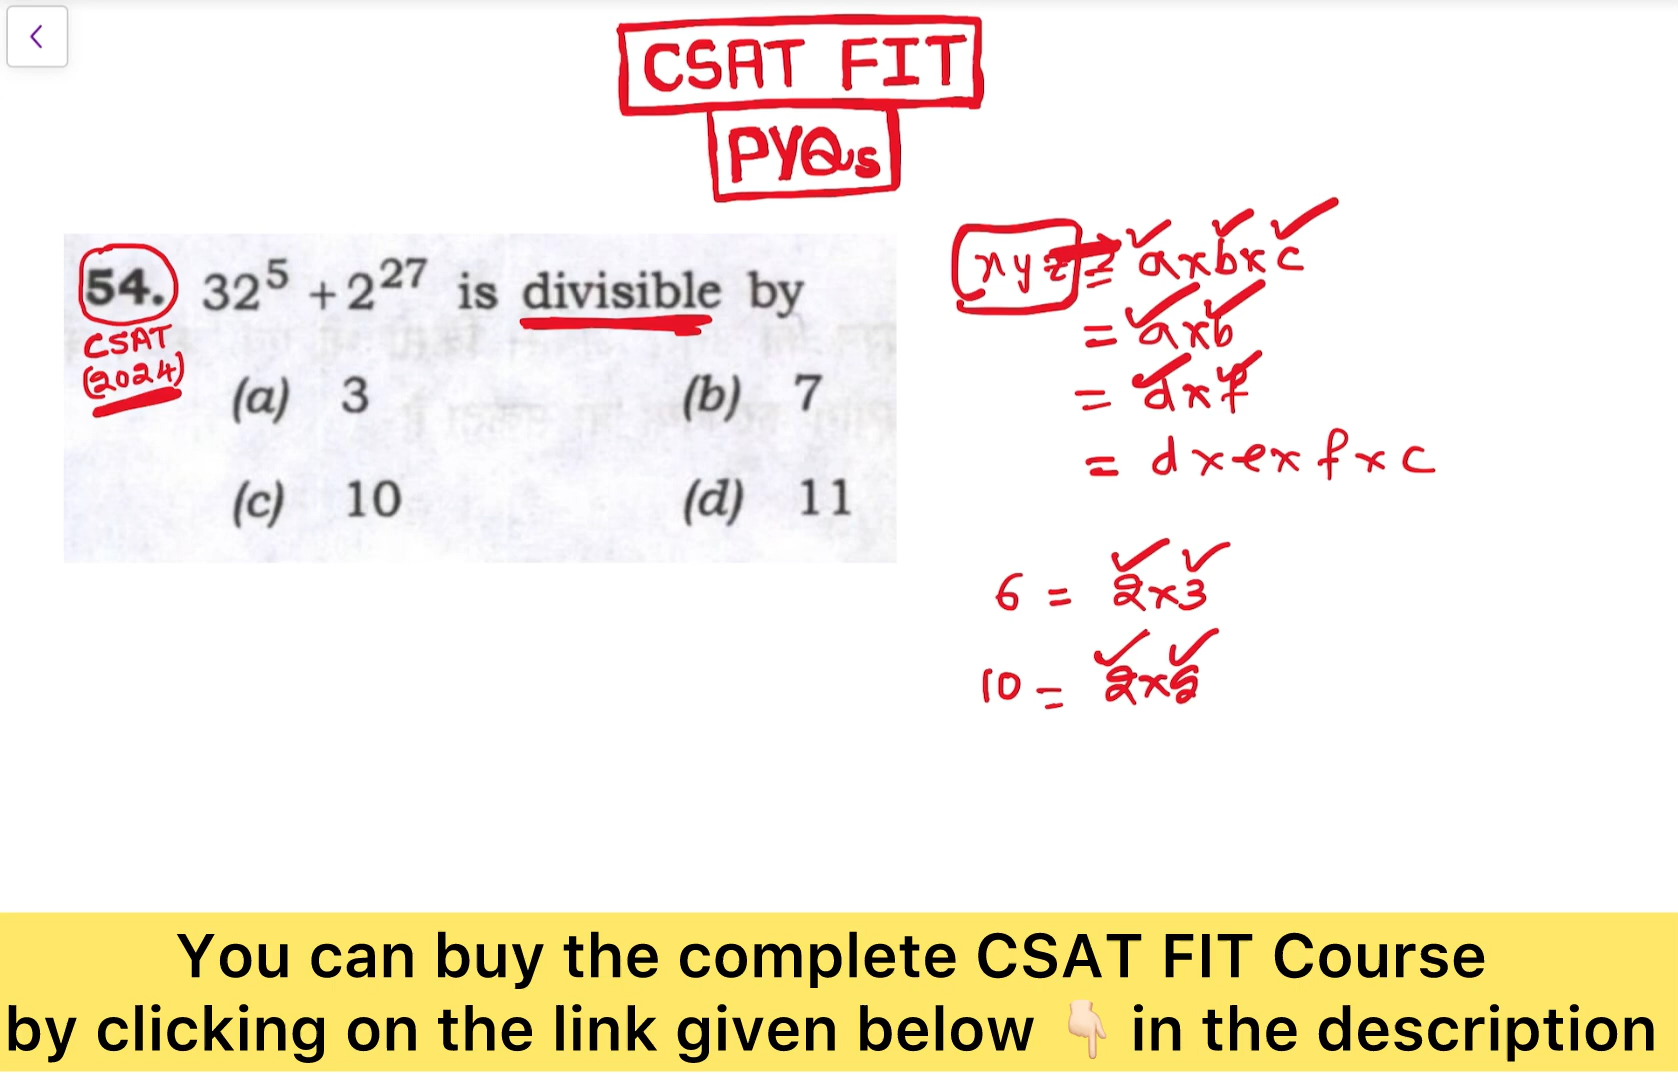 CSAT FIT
PYQs
54. 32⁵ + 2²⁷ is divisible by
CSAT
(2024)
(a) 3 (b) 7
(c) 10 (d) 11
xyz = a×b×c
= a×b
= d×f
= d×e×f×c
6 = 2×3
10 = 2×5
You can buy the complete CSAT FIT Course
by clicking on the link given below 👇🏻 in the description